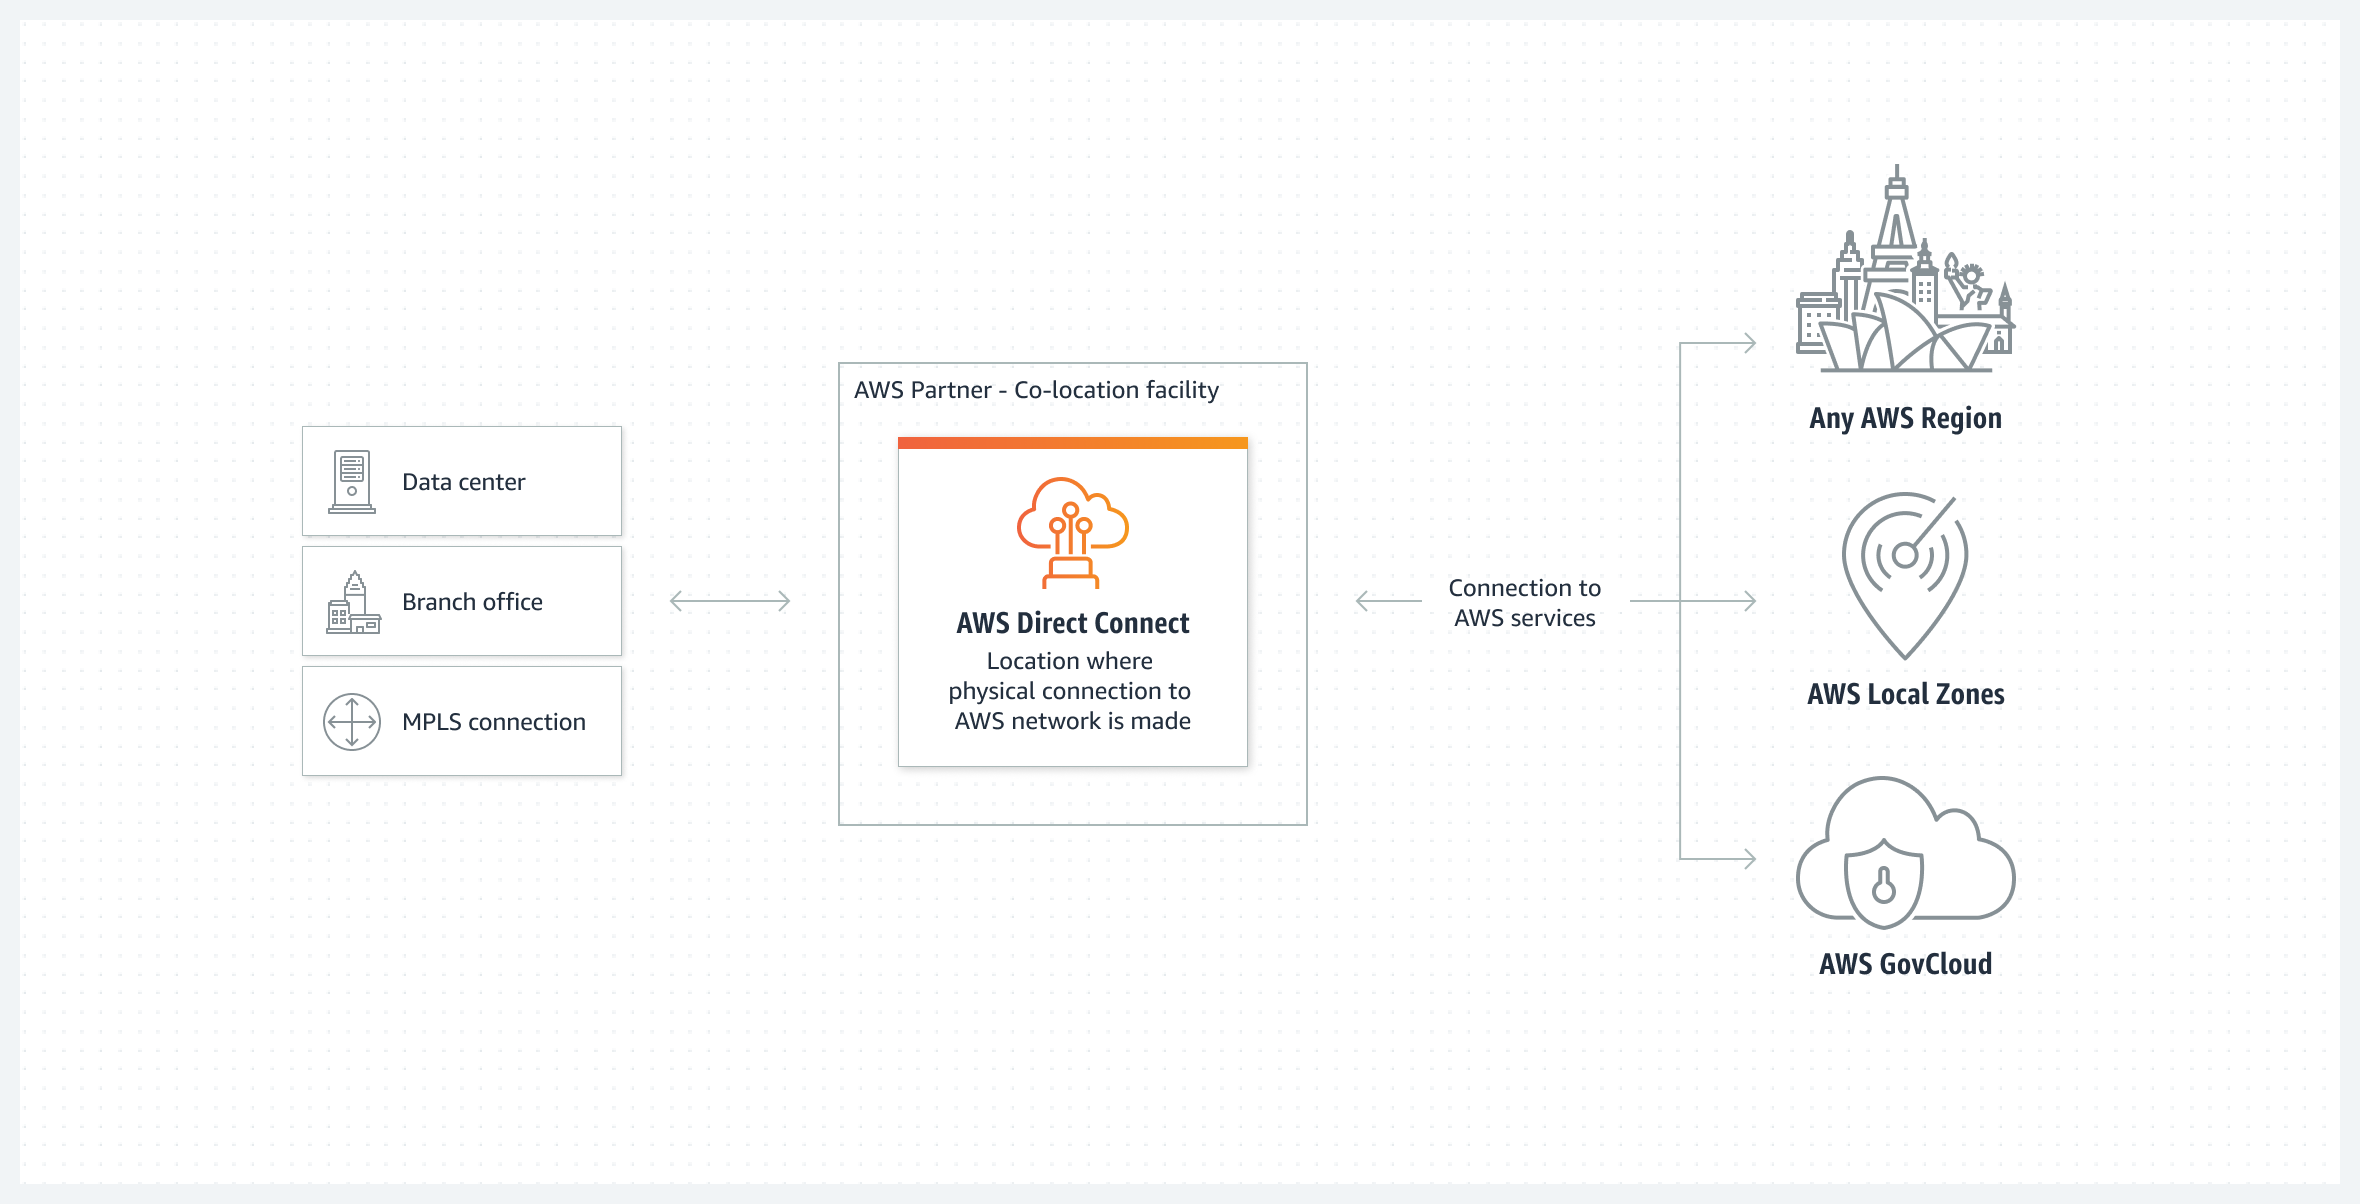 Data center
Branch office
MPLS connection
AWS Partner - Co-location facility
AWS Direct Connect
Location where
physical connection to
AWS network is made
Connection to
AWS services
Any AWS Region
AWS Local Zones
AWS GovCloud